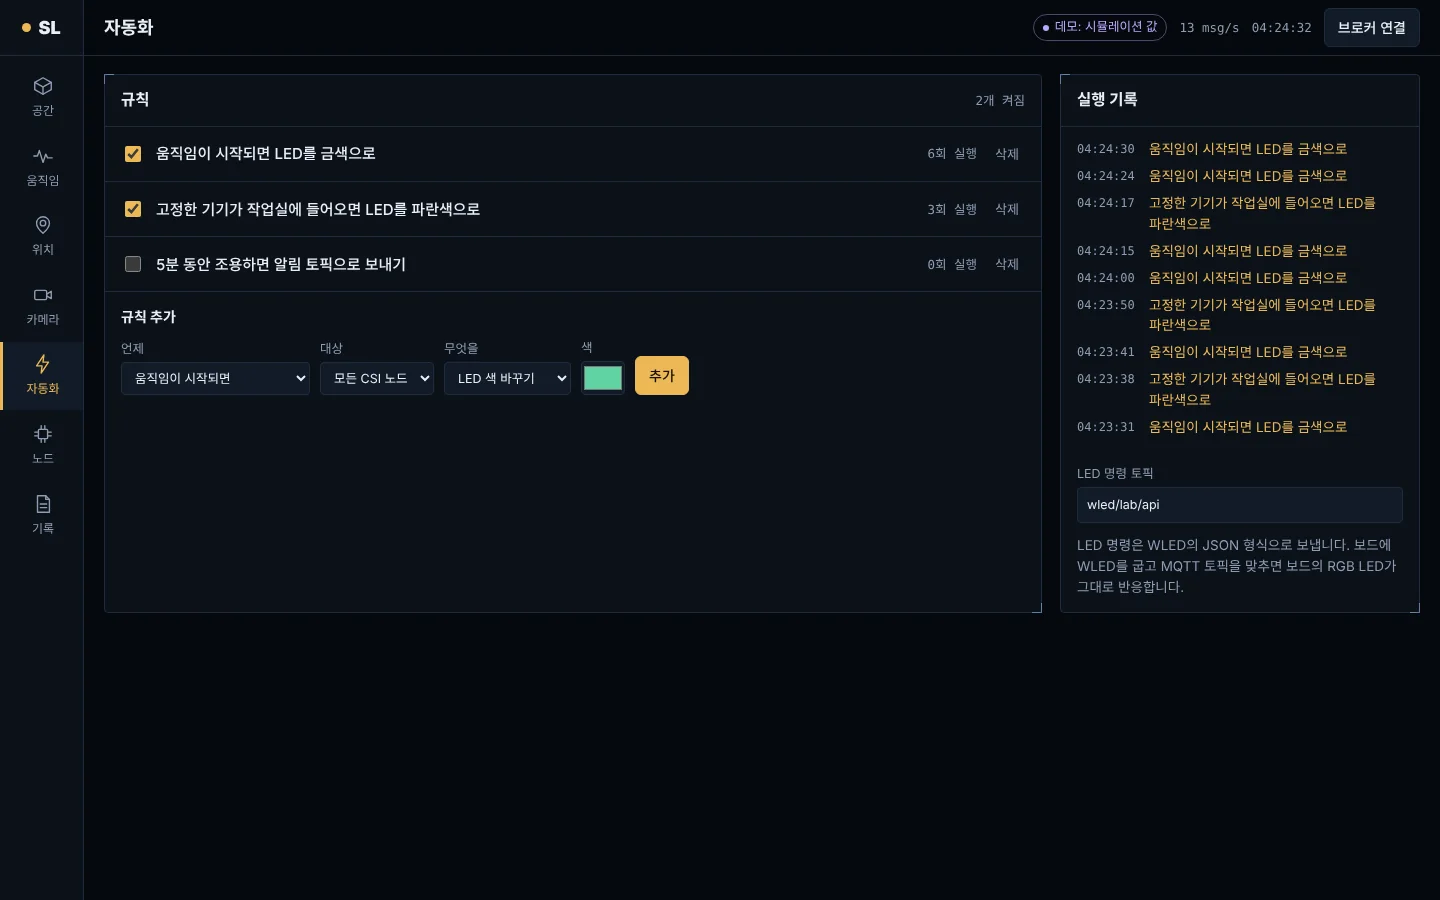 SL
자동화
데모: 시뮬레이션 값
13 msg/s
04:24:32
브로커 연결
공간
움직임
위치
카메라
자동화
노드
기록
규칙
2개 켜짐
움직임이 시작되면 LED를 금색으로
6회 실행
삭제
고정한 기기가 작업실에 들어오면 LED를 파란색으로
3회 실행
삭제
5분 동안 조용하면 알림 토픽으로 보내기
0회 실행
삭제
규칙 추가
언제
대상
무엇을
색
움직임이 시작되면
모든 CSI 노드
LED 색 바꾸기
추가
실행 기록
04:24:30 움직임이 시작되면 LED를 금색으로
04:24:24 움직임이 시작되면 LED를 금색으로
04:24:17 고정한 기기가 작업실에 들어오면 LED를
파란색으로
04:24:15 움직임이 시작되면 LED를 금색으로
04:24:00 움직임이 시작되면 LED를 금색으로
04:23:50 고정한 기기가 작업실에 들어오면 LED를
파란색으로
04:23:41 움직임이 시작되면 LED를 금색으로
04:23:38 고정한 기기가 작업실에 들어오면 LED를
파란색으로
04:23:31 움직임이 시작되면 LED를 금색으로
LED 명령 토픽
wled/lab/api
LED 명령은 WLED의 JSON 형식으로 보냅니다. 보드에
WLED를 굽고 MQTT 토픽을 맞추면 보드의 RGB LED가
그대로 반응합니다.